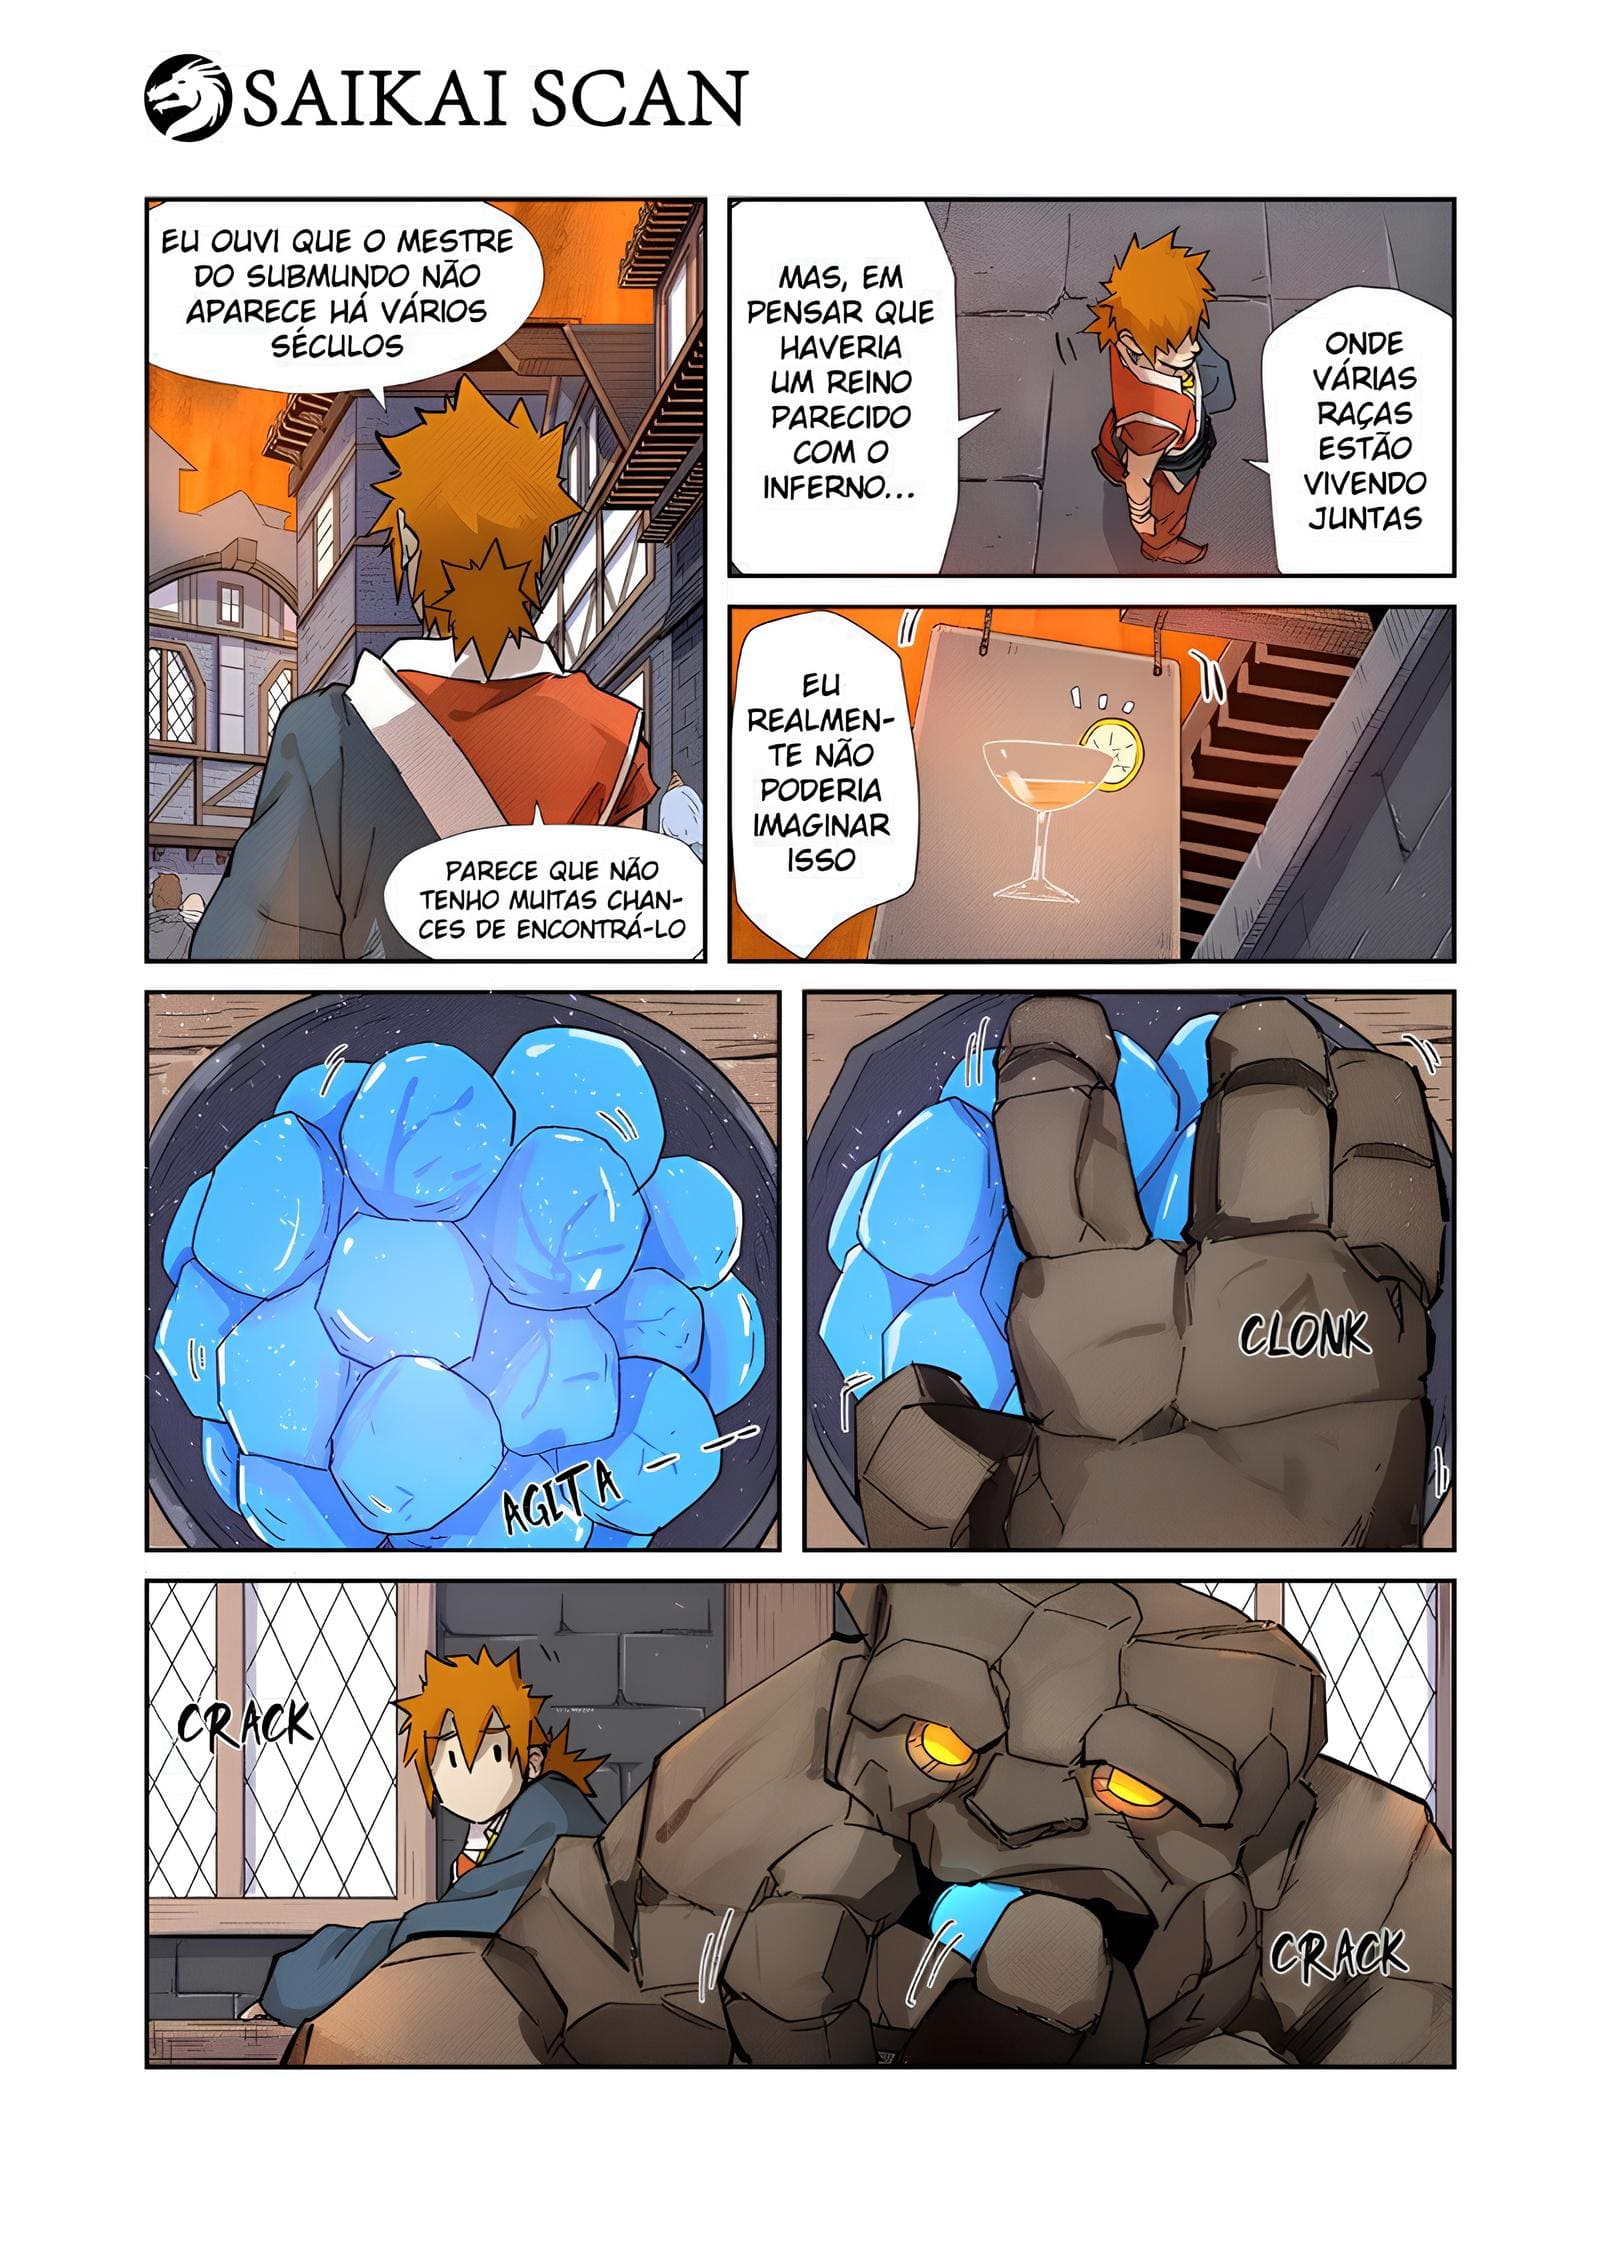 SAIKAI SCAN
EU OUVI QUE O MESTRE
DO SUBMUNDO NÃO
APARECE HÁ VÁRIOS
SÉCULOS
PARECE QUE NÃO
TENHO MUITAS CHAN-
CES DE ENCONTRÁ-LO
MAS, EM
PENSAR QUE
HAVERIA
UM REINO
PARECIDO
COM O
INFERNO...
ONDE
VÁRIAS
RAÇAS
ESTÃO
VIVENDO
JUNTAS
EU
REALMEN-
TE NÃO
PODERIA
IMAGINAR
ISSO
AGITA
CLONK
CRACK
CRACK